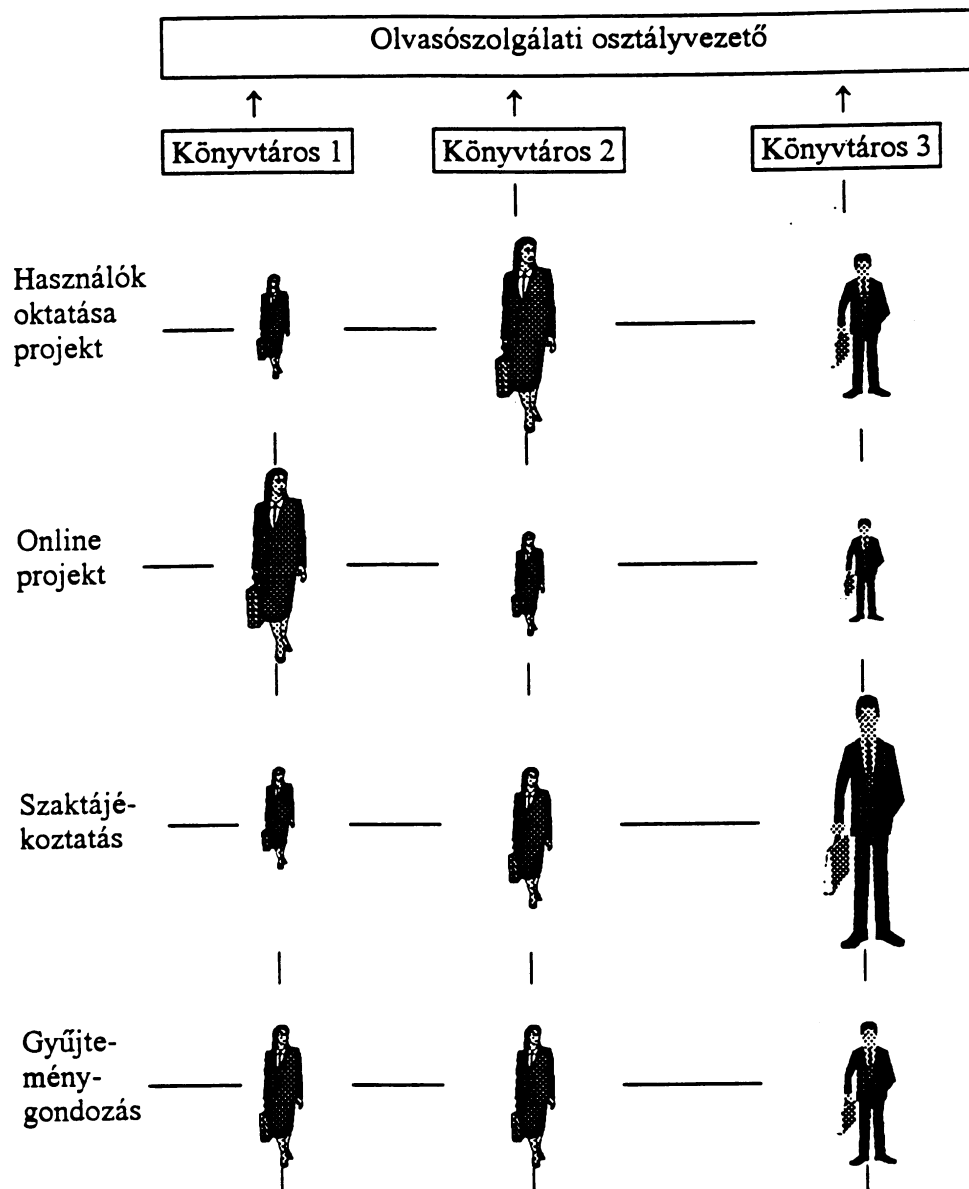 Olvasószolgálati osztályvezető
Könyvtáros 1
Könyvtáros 2
Könyvtáros 3
Használók
oktatása
projekt
Online
projekt
Szaktájé-
koztatás
Gyűjte-
mény-
gondozás